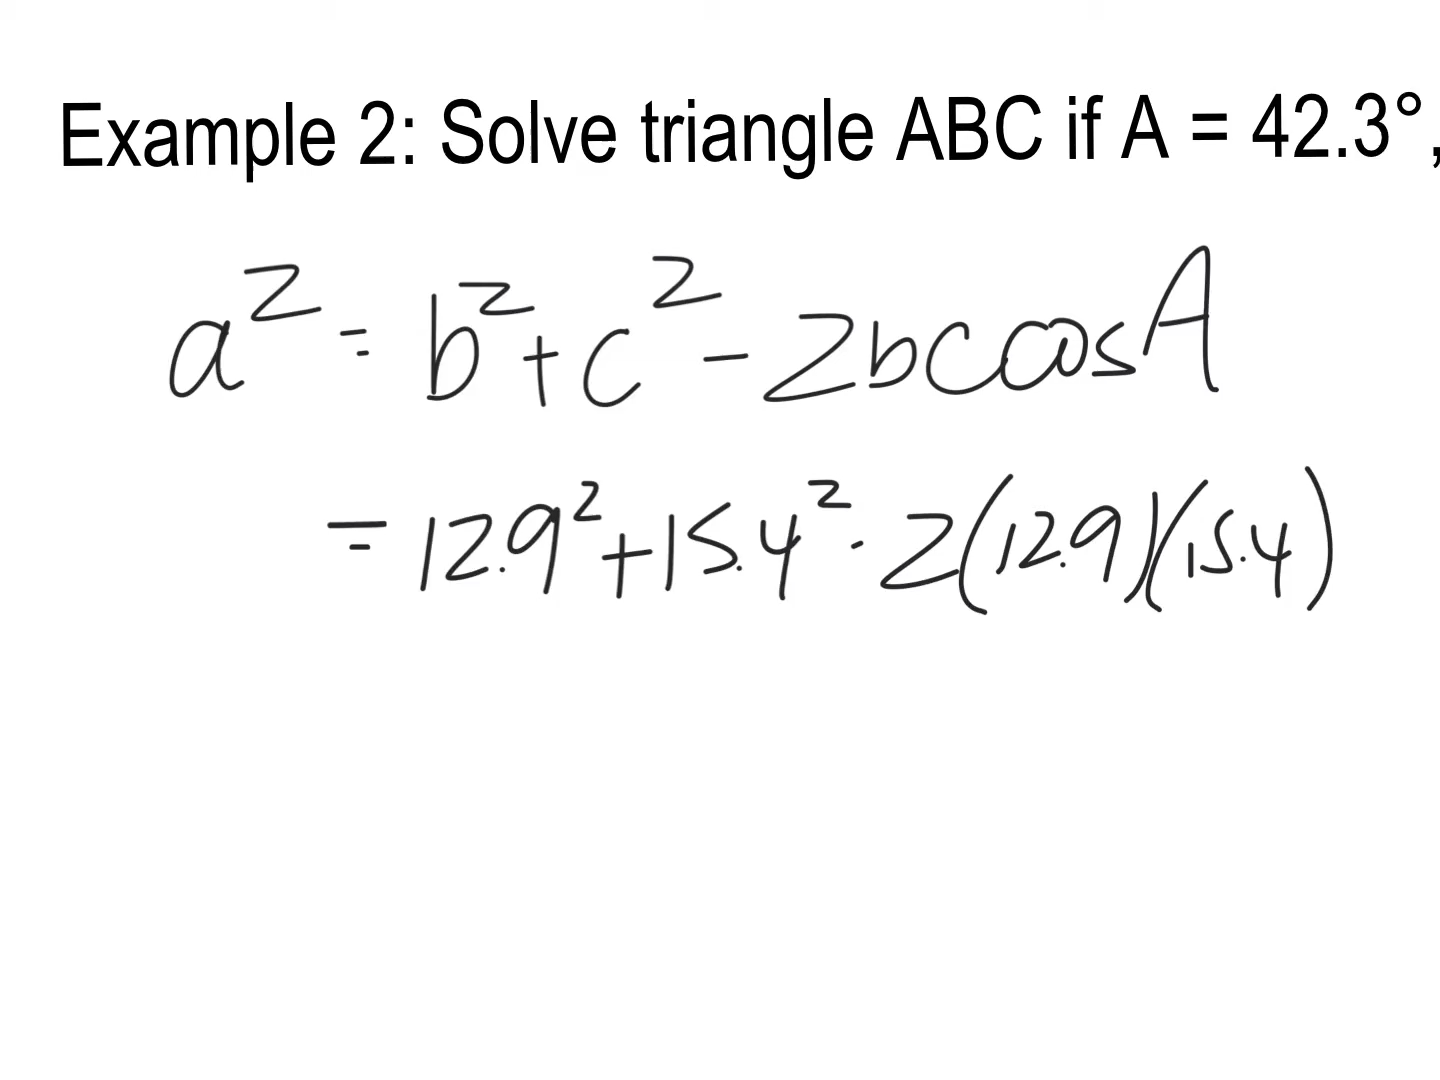 Example 2: Solve triangle ABC if A = 42.3°,
a² = b² + c² - 2bc cos A
= 12.9² + 15.4² - 2(12.9)(15.4)